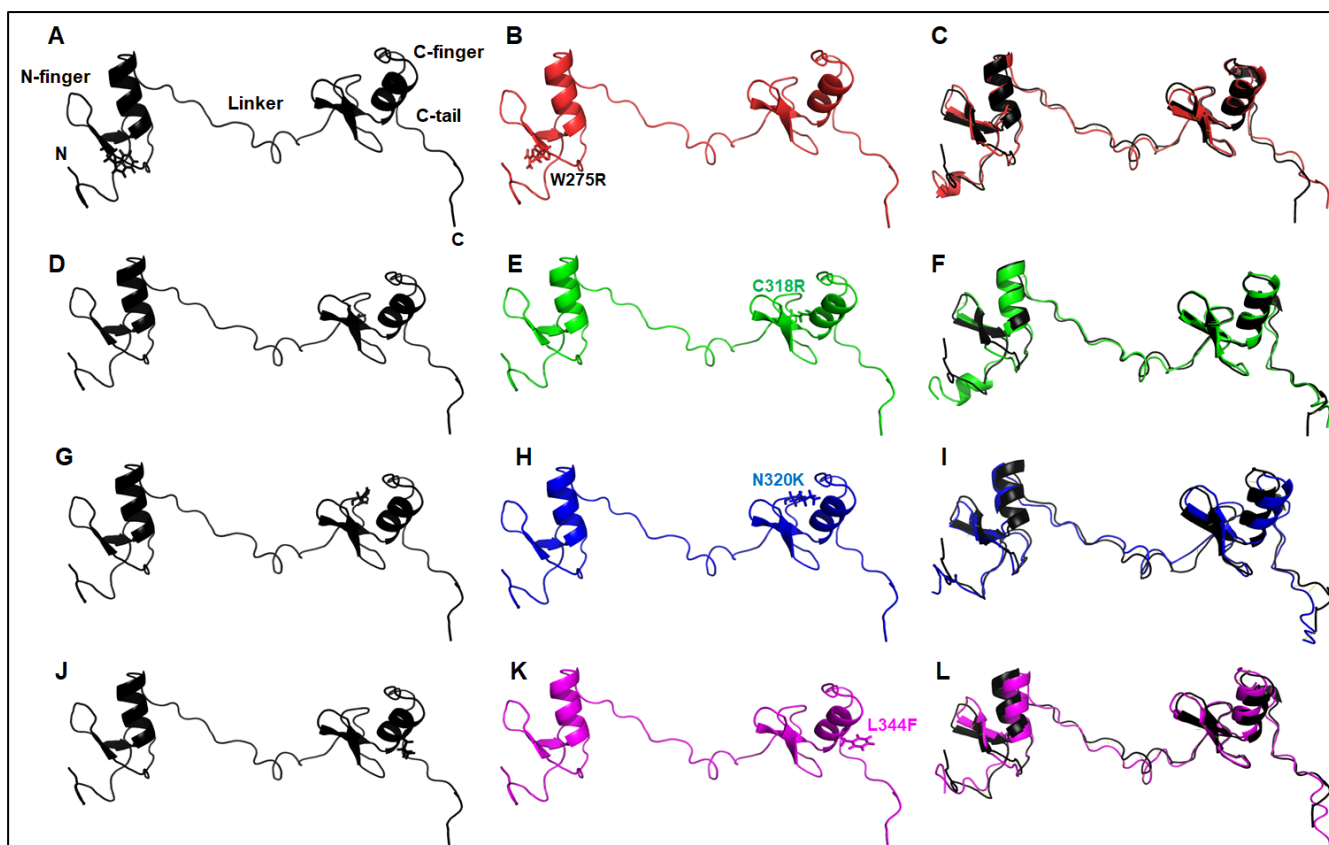 A
B
C
C-finger
N-finger
Linker
C-tail
N
W275R
C
D
E
F
C318R
G
H
I
N320K
J
K
L
L344F